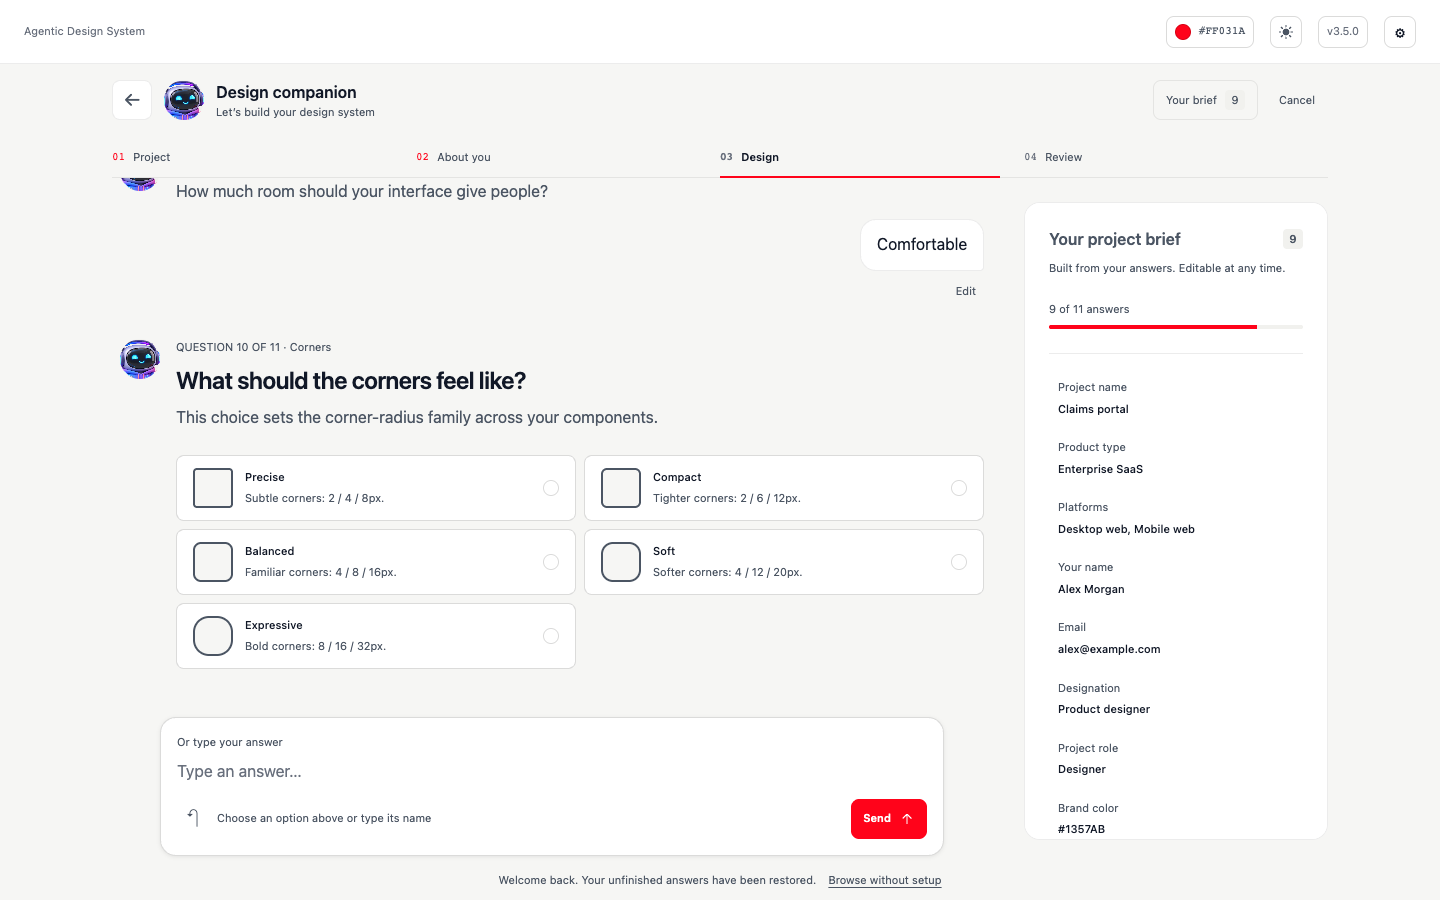 Agentic Design System
#FF031A
v3.5.0
Design companion
Let's build your design system
Your brief 9
Cancel
01 Project
02 About you
03 Design
04 Review
How much room should your interface give people?
Comfortable
Edit
QUESTION 10 OF 11 · Corners
What should the corners feel like?
This choice sets the corner-radius family across your components.
Precise
Subtle corners: 2 / 4 / 8px.
Compact
Tighter corners: 2 / 6 / 12px.
Balanced
Familiar corners: 4 / 8 / 16px.
Soft
Softer corners: 4 / 12 / 20px.
Expressive
Bold corners: 8 / 16 / 32px.
Or type your answer
Type an answer...
Choose an option above or type its name
Send
Welcome back. Your unfinished answers have been restored. Browse without setup
Your project brief 9
Built from your answers. Editable at any time.
9 of 11 answers
Project name
Claims portal
Product type
Enterprise SaaS
Platforms
Desktop web, Mobile web
Your name
Alex Morgan
Email
alex@example.com
Designation
Product designer
Project role
Designer
Brand color
#1357AB